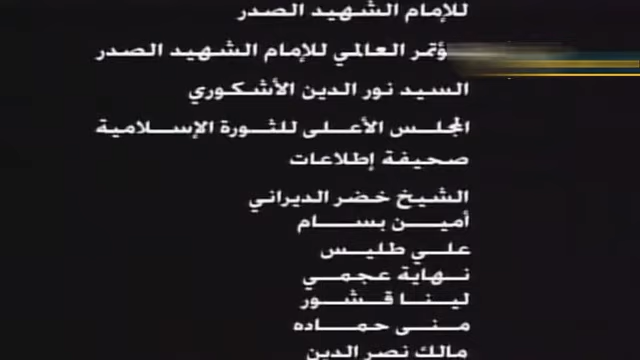 للإمام الشهيد الصدر
ؤتمر العالمي للإمام الشهيد الصدر
السيد نور الدين الأشكوري
المجلس الأعلى للثورة الإسلامية
صحيفة إطلاعات
الشيخ خضر الديراني
أمين بسام
علي طليس
نهاية عجمي
لينا قشور
منى حماده
مالك نصر الدين